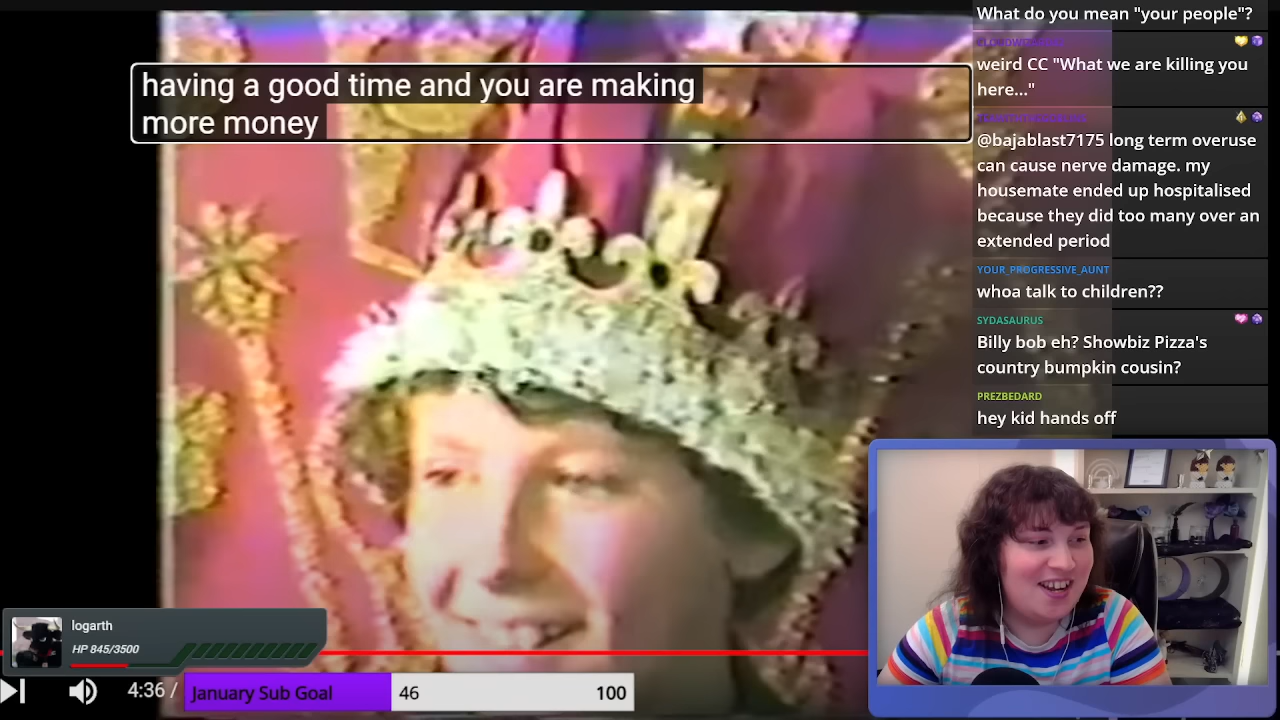 having a good time and you are making
more money
What do you mean "your people"?
weird CC "What we are killing you
here..."
@bajablast7175 long term overuse
can cause nerve damage. my
housemate ended up hospitalised
because they did too many over an
extended period
YOUR_PROGRESSIVE_AUNT
whoa talk to children??
SYDASAURUS
Billy bob eh? Showbiz Pizza's
country bumpkin cousin?
PREZBEDARD
hey kid hands off
logarth
HP 845/3500
4:36 /
January Sub Goal
46
100